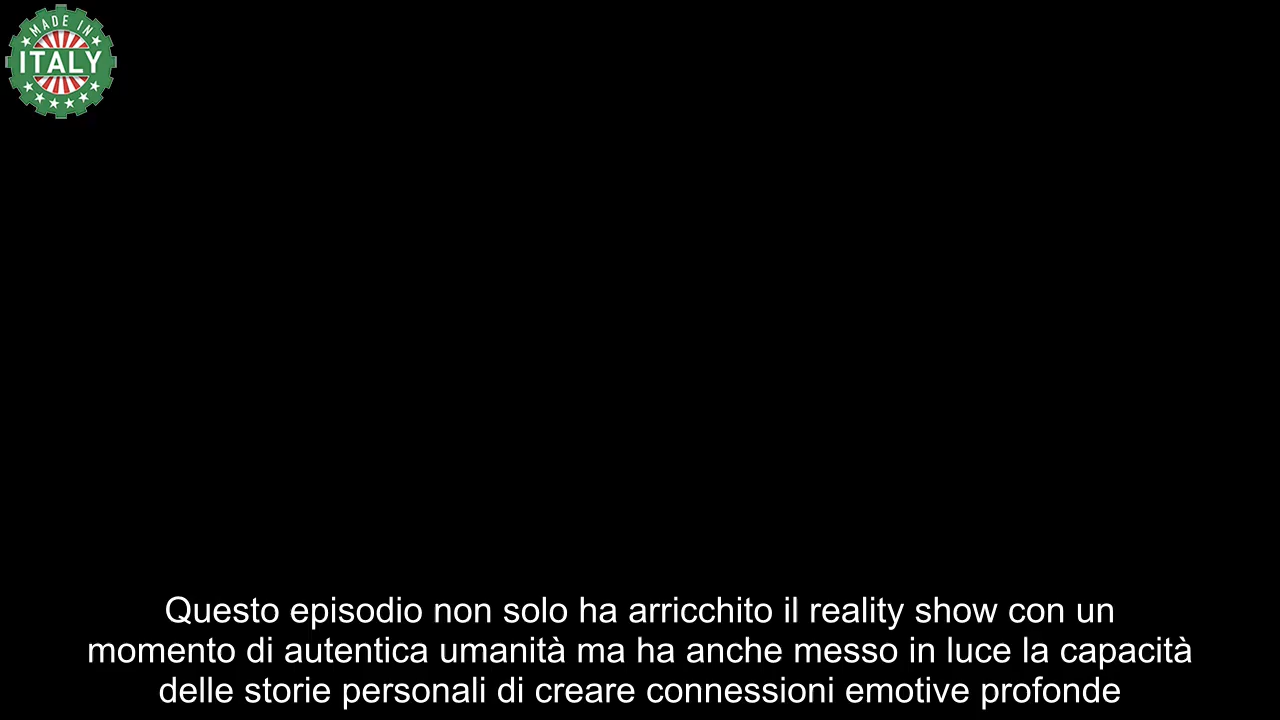 MADE IN
ITALY
Questo episodio non solo ha arricchito il reality show con un
momento di autentica umanità ma ha anche messo in luce la capacità
delle storie personali di creare connessioni emotive profonde